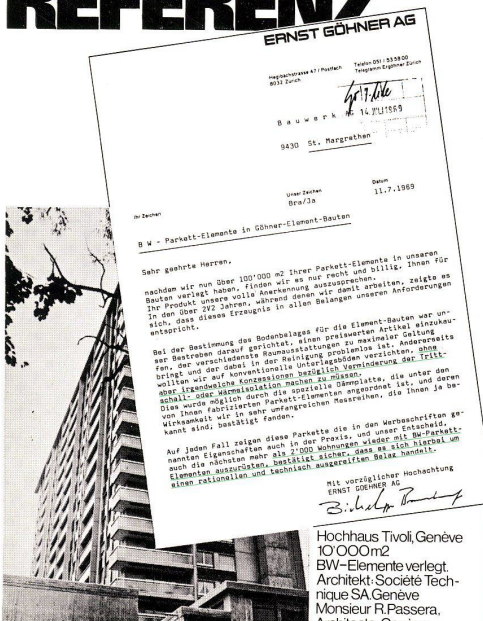 REFERENZ
ERNST GÖHNER AG
Hegibachstrasse 47 / Postfach
8032 Zürich
Telefon 051 / 53 58 00
Telegramm Ergöhner Zürich
Bauwerk AG 14. JULI 1969
9430 St. Margrethen
Ihr Zeichen
Unser Zeichen
Bra/Ja
Datum
11.7.1969
B W - Parkett-Elemente in Göhner-Element-Bauten
Sehr geehrte Herren,
nachdem wir nun über 100'000 m2 Ihrer Parkett-Elemente in unseren
Bauten verlegt haben, finden wir es nur recht und billig, Ihnen für
Ihr Produkt unsere volle Anerkennung auszusprechen.
In den über 2V2 Jahren, während denen wir damit arbeiten, zeigte es
sich, dass dieses Erzeugnis in allen Belangen unseren Anforderungen
entspricht.
Bei der Bestimmung des Bodenbelages für die Element-Bauten war un-
ser Bestreben darauf gerichtet, einen preiswerten Artikel einzukau-
fen, der verschiedenste Raumausstattungen zu maximaler Geltung
bringt und der dabei in der Reinigung problemlos ist. Andererseits
wollten wir auf konventionelle Unterlagsböden verzichten, ohne
aber irgendwelche Konzessionen bezüglich Verminderung der Tritt-
schall- oder Wärmeisolation machen zu müssen.
Dies wurde möglich durch die spezielle Dämmplatte, die unter den
von Ihnen fabrizierten Parkett-Elementen angeordnet ist, und deren
Wirksamkeit wir in sehr umfangreichen Messreihen, die Ihnen ja be-
kannt sind, bestätigt fanden.
Auf jeden Fall zeigen diese Parkette die in den Werbeschriften ge-
nannten Eigenschaften auch in der Praxis, und unser Entscheid,
auch die nächsten mehr als 2'000 Wohnungen wieder mit BW-Parkett-
Elementen auszurüsten, bestätigt sicher, dass es sich hierbei um
einen rationellen und technisch ausgereiften Belag handelt.
Mit vorzüglicher Hochachtung
ERNST GOEHNER AG
Hochhaus Tivoli, Genève
10'000 m2
BW-Elemente verlegt.
Architekt: Société Tech-
nique SA. Genève
Monsieur R. Passera,